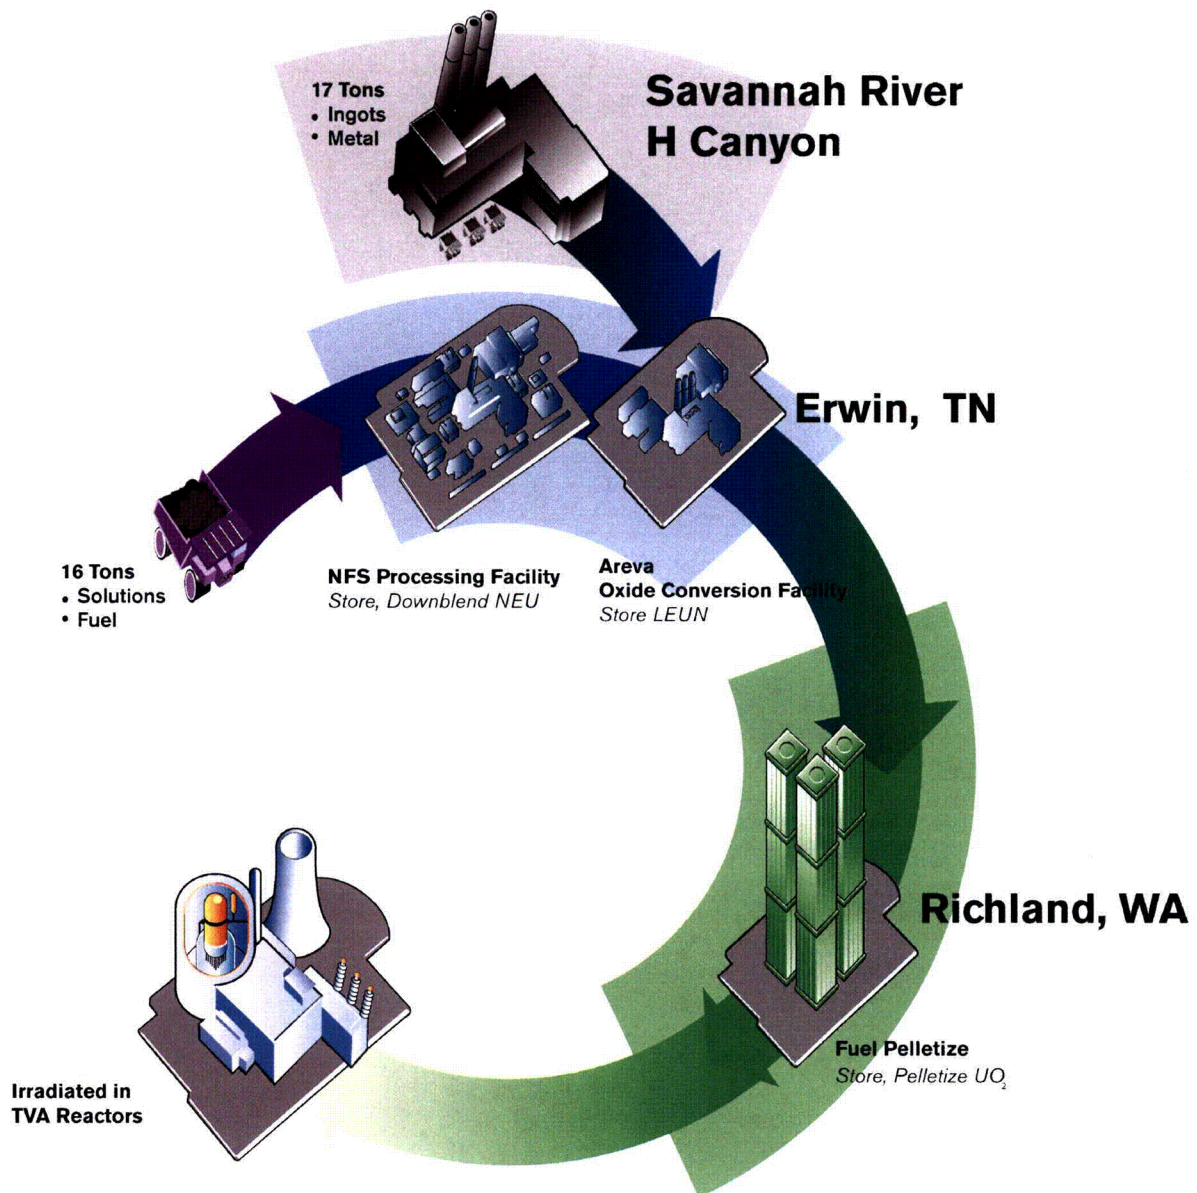 17 Tons
• Ingots
• Metal
Savannah River
H Canyon
Erwin, TN
16 Tons
• Solutions
• Fuel
NFS Processing Facility
Store, Downblend NEU
Areva
Oxide Conversion Facility
Store LEUN
Richland, WA
Fuel Pelletize
Store, Pelletize UO₂
Irradiated in
TVA Reactors